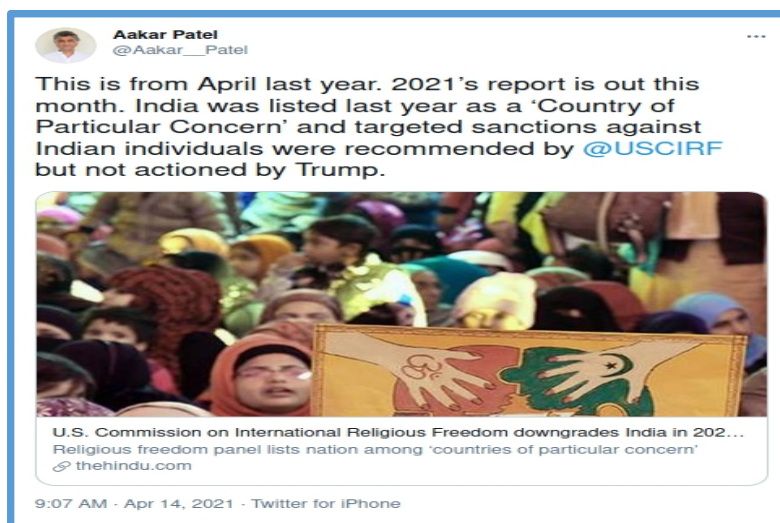 Aakar Patel
@Aakar__Patel
This is from April last year. 2021’s report is out this
month. India was listed last year as a ‘Country of
Particular Concern’ and targeted sanctions against
Indian individuals were recommended by @USCIRF
but not actioned by Trump.
U.S. Commission on International Religious Freedom downgrades India in 202...
Religious freedom panel lists nation among ‘countries of particular concern’
thehindu.com
9:07 AM · Apr 14, 2021 · Twitter for iPhone